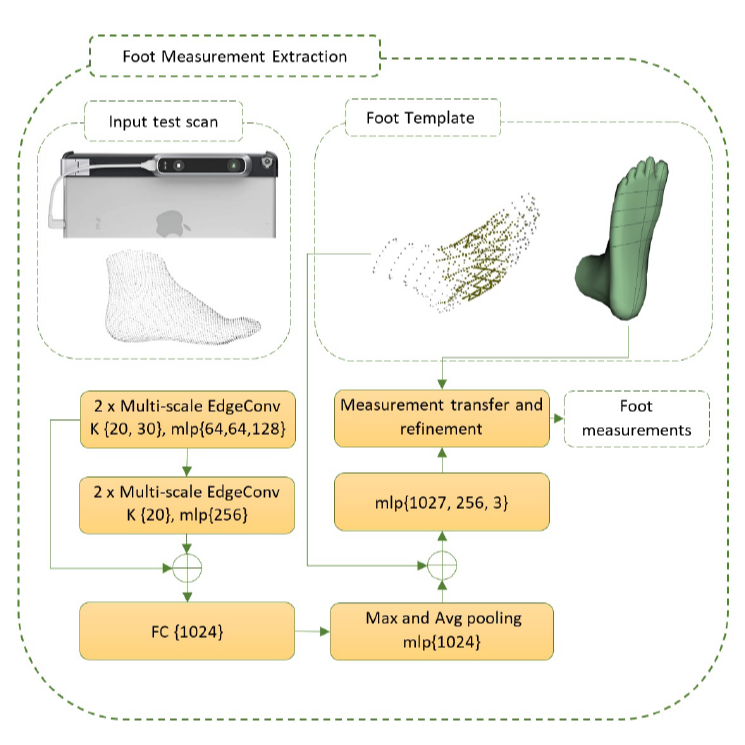 Foot Measurement Extraction
Input test scan
Foot Template
2 x Multi-scale EdgeConv
K {20, 30}, mlp{64,64,128}
2 x Multi-scale EdgeConv
K {20}, mlp{256}
FC {1024}
Max and Avg pooling
mlp{1024}
mlp{1027, 256, 3}
Measurement transfer and
refinement
Foot
measurements